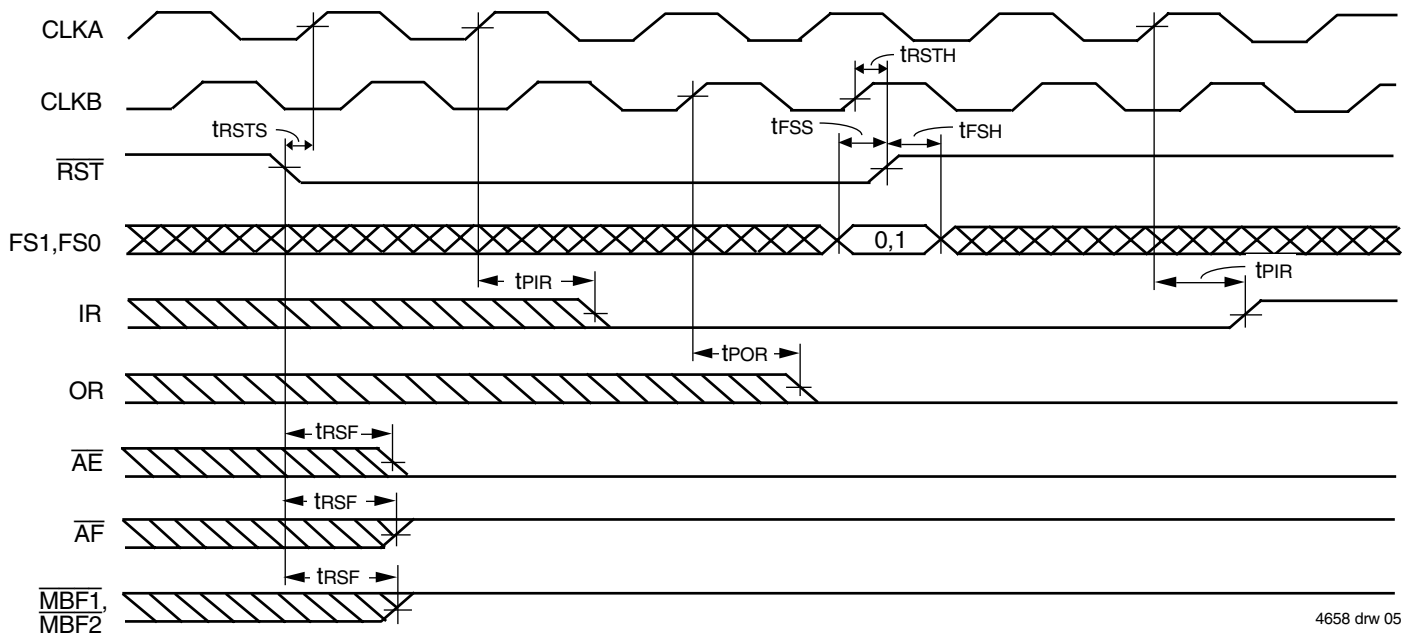 CLKA
tRSTH
CLKB
tRSTS
tFSS
tFSH
RST
FS1,FS0
0,1
tPIR
tPIR
IR
tPOR
OR
tRSF
AE
tRSF
AF
tRSF
MBF1,
MBF2
4658 drw 05